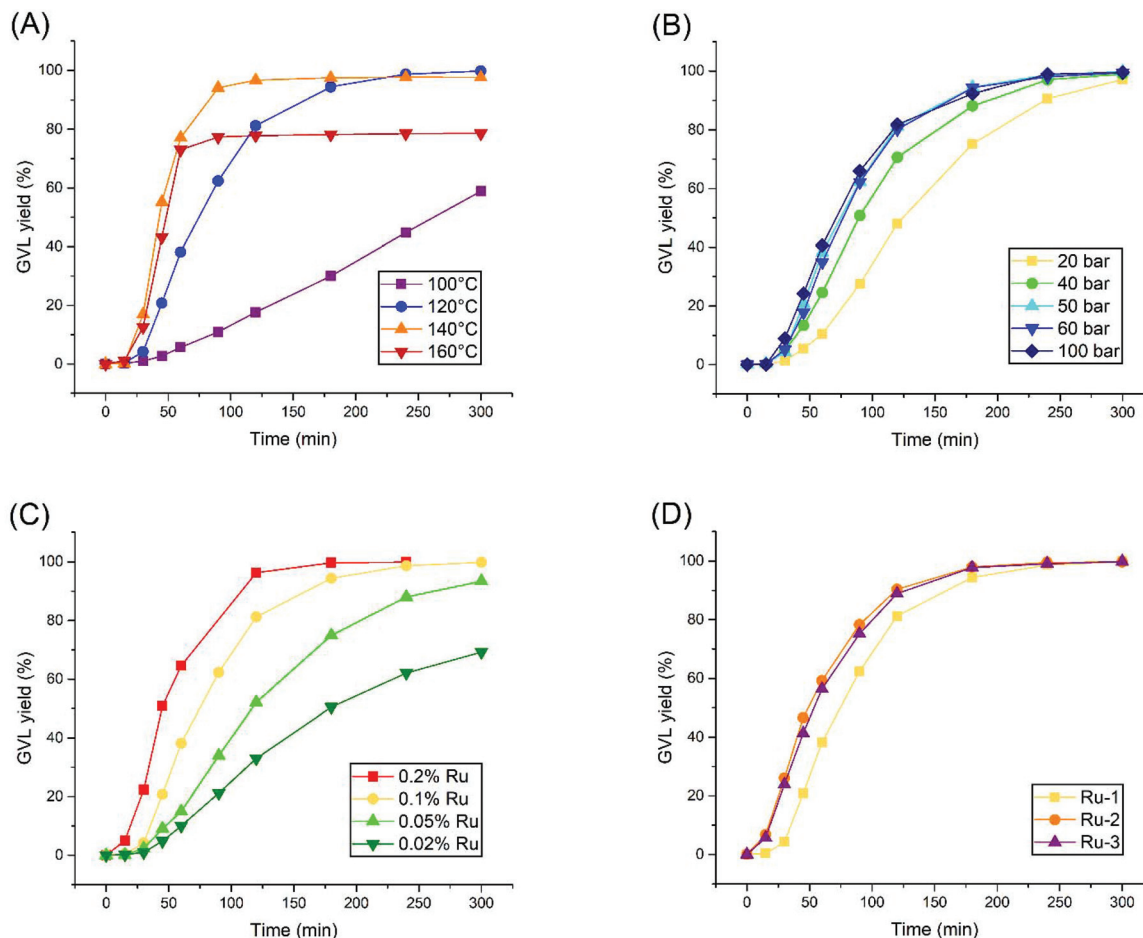 (A)
100
80
60
40
20
0
GVL yield (%)
100°C
120°C
140°C
160°C
0 50 100 150 200 250 300
Time (min)
(B)
100
80
60
40
20
0
GVL yield (%)
20 bar
40 bar
50 bar
60 bar
100 bar
0 50 100 150 200 250 300
Time (min)
(C)
100
80
60
40
20
0
GVL yield (%)
0.2% Ru
0.1% Ru
0.05% Ru
0.02% Ru
0 50 100 150 200 250 300
Time (min)
(D)
100
80
60
40
20
0
GVL yield (%)
Ru-1
Ru-2
Ru-3
0 50 100 150 200 250 300
Time (min)